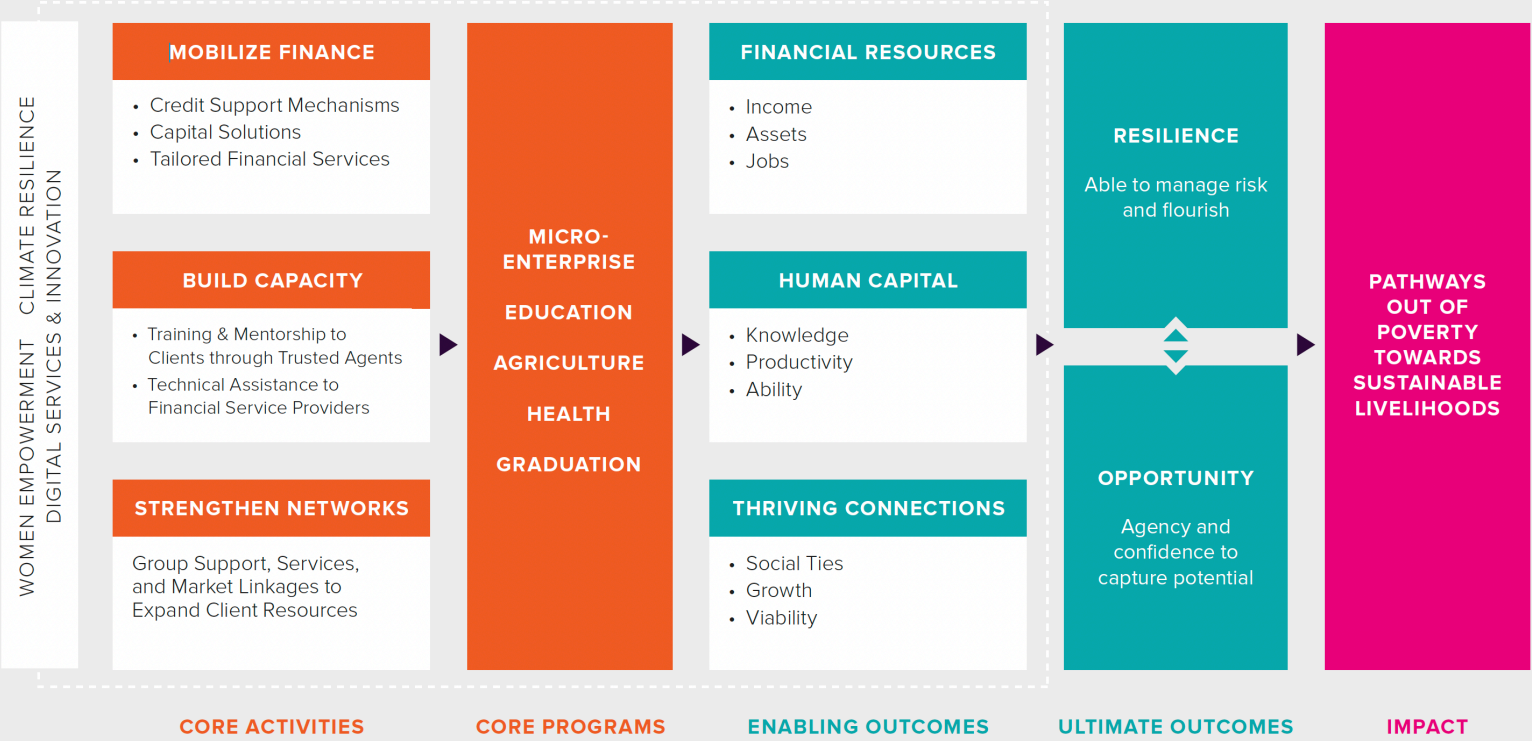 WOMEN EMPOWERMENT CLIMATE RESILIENCE
DIGITAL SERVICES & INNOVATION
MOBILIZE FINANCE
• Credit Support Mechanisms
• Capital Solutions
• Tailored Financial Services
BUILD CAPACITY
• Training & Mentorship to
Clients through Trusted Agents
• Technical Assistance to
Financial Service Providers
STRENGTHEN NETWORKS
Group Support, Services,
and Market Linkages to
Expand Client Resources
CORE ACTIVITIES
MICRO-
ENTERPRISE
EDUCATION
AGRICULTURE
HEALTH
GRADUATION
CORE PROGRAMS
FINANCIAL RESOURCES
• Income
• Assets
• Jobs
HUMAN CAPITAL
• Knowledge
• Productivity
• Ability
THRIVING CONNECTIONS
• Social Ties
• Growth
• Viability
ENABLING OUTCOMES
RESILIENCE
Able to manage risk
and flourish
OPPORTUNITY
Agency and
confidence to
capture potential
ULTIMATE OUTCOMES
PATHWAYS
OUT OF
POVERTY
TOWARDS
SUSTAINABLE
LIVELIHOODS
IMPACT